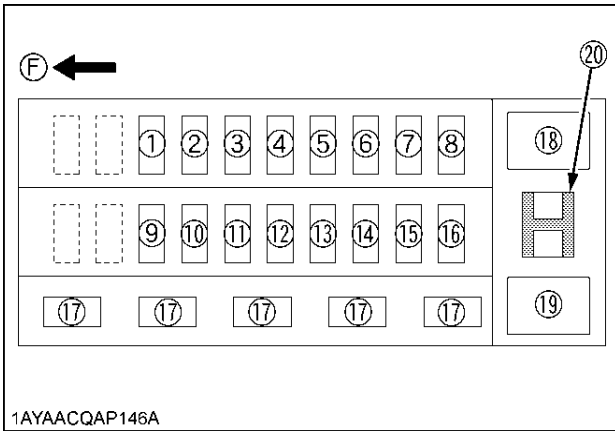 Ⓕ
⑳
① ② ③ ④ ⑤ ⑥ ⑦ ⑧ ⑱
⑨ ⑩ ⑪ ⑫ ⑬ ⑭ ⑮ ⑯
⑰ ⑰ ⑰ ⑰ ⑰ ⑲
1AYAACQAP146A